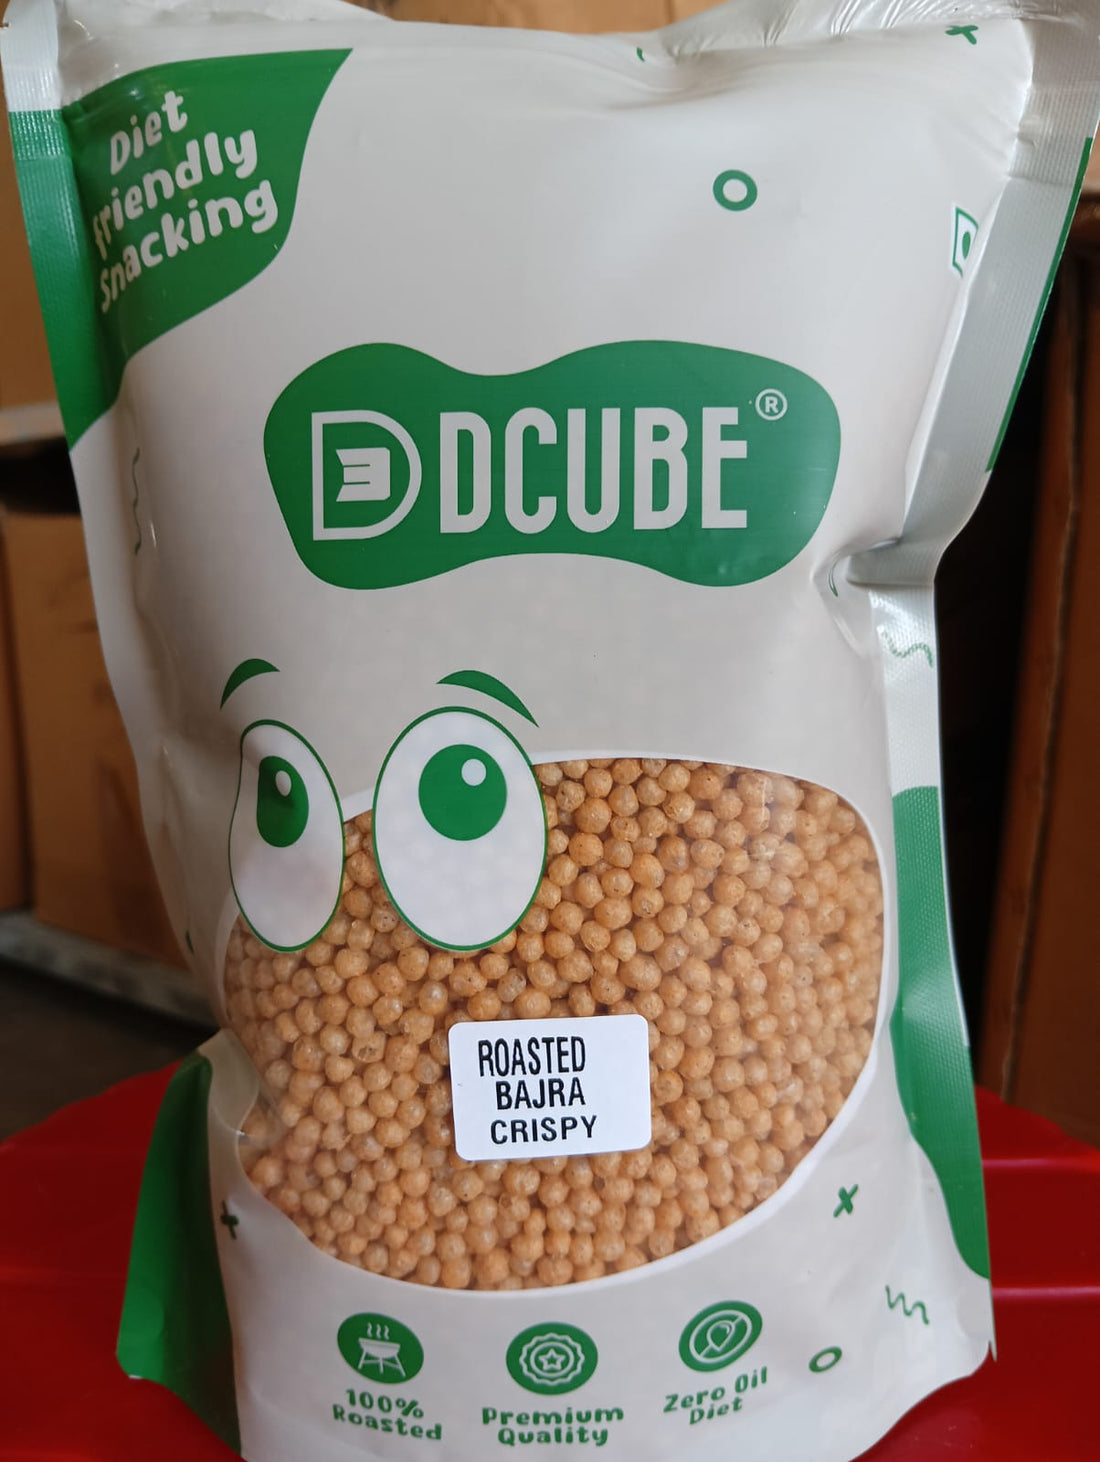 Diet
friendly
Snacking
DCUBE®
ROASTED
BAJRA
CRISPY
100%
Roasted
Premium
Quality
Zero Oil
Diet